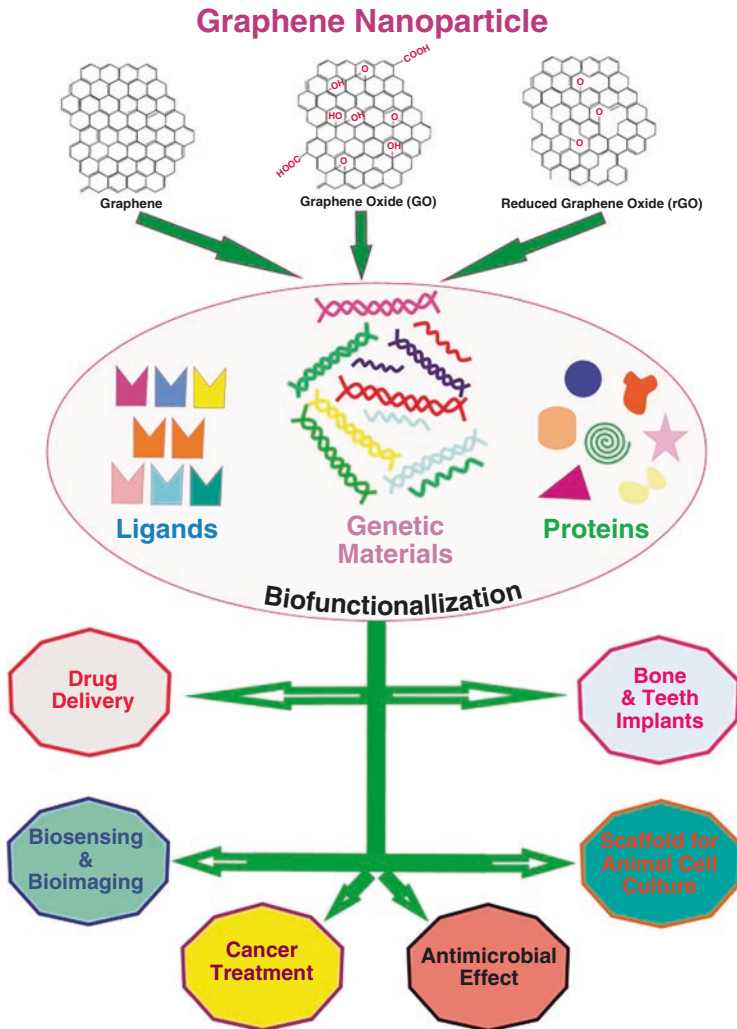 Graphene Nanoparticle
COOH
O
OH
HO
OH
O
OH
O
HOOC
O
O
O
Graphene
Graphene Oxide (GO)
Reduced Graphene Oxide (rGO)
Ligands
Genetic
Materials
Proteins
Biofunctionallization
Drug
Delivery
Bone
& Teeth
Implants
Biosensing
&
Bioimaging
Scaffold for
Animal Cell
Culture
Cancer
Treatment
Antimicrobial
Effect